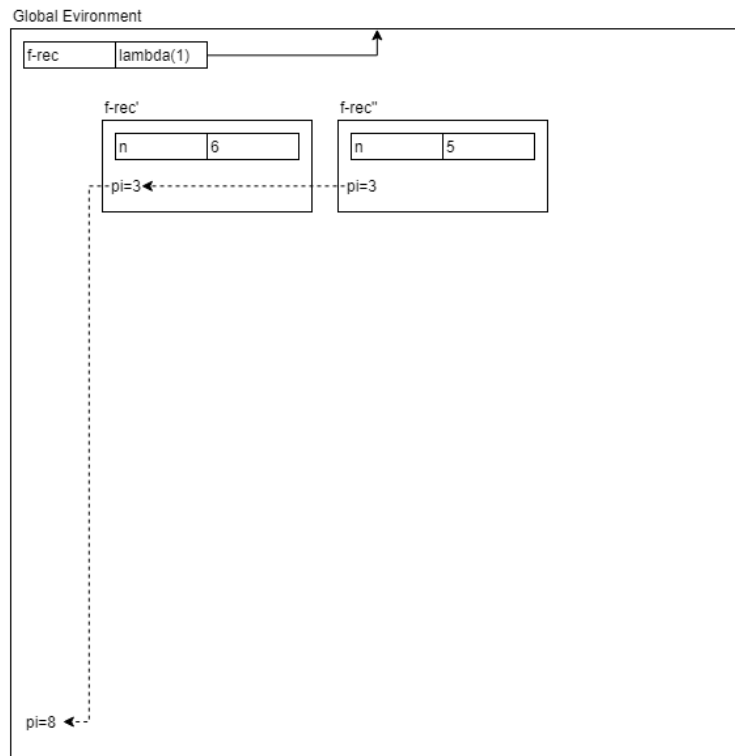 Global Evironment
f-rec lambda(1)
f-rec' f-rec"
n 6 n 5
pi=3 pi=3
pi=8